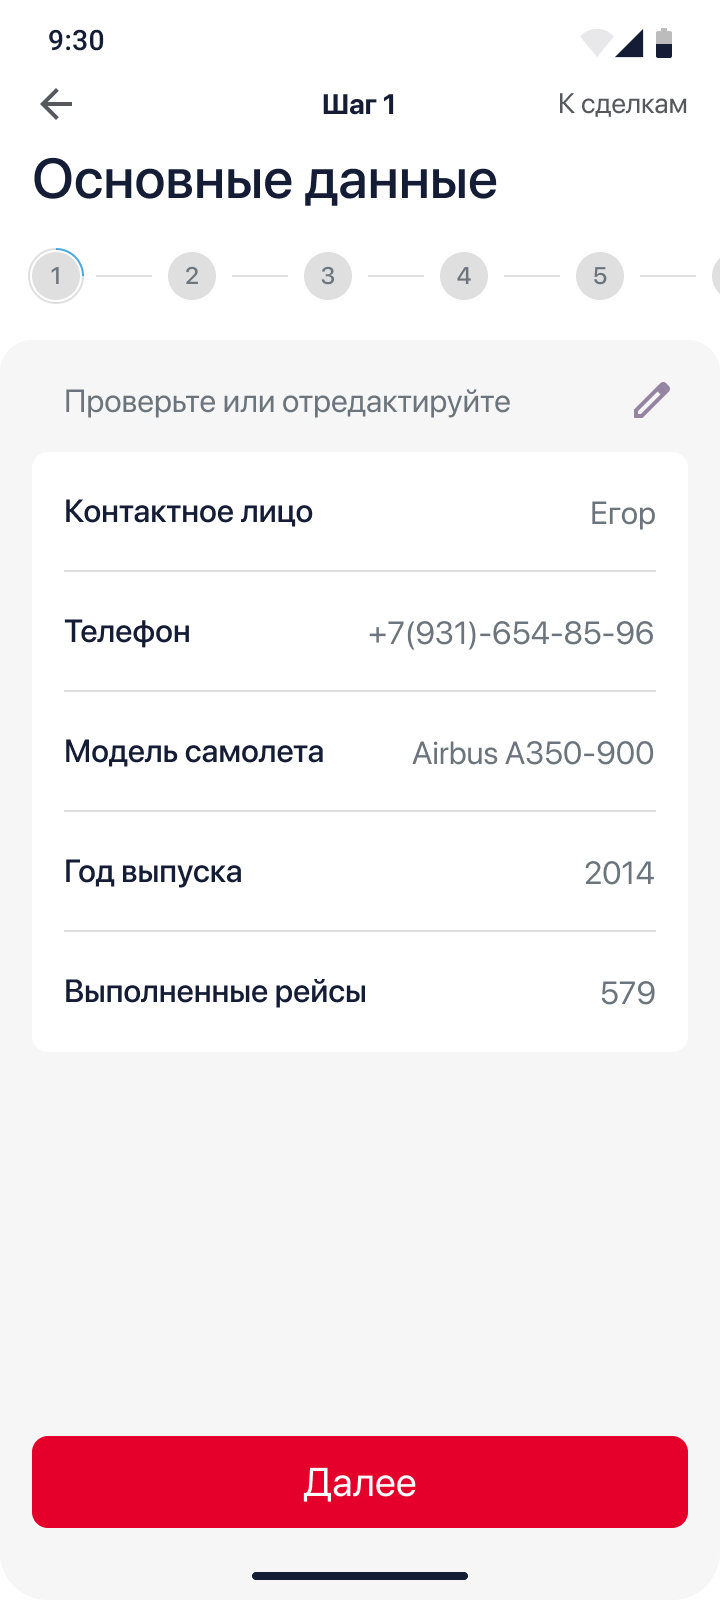 9:30
Шаг 1
К сделкам
Основные данные
1 2 3 4 5
Проверьте или отредактируйте
Контактное лицо Егор
Телефон +7(931)-654-85-96
Модель самолета Airbus A350-900
Год выпуска 2014
Выполненные рейсы 579
Далее